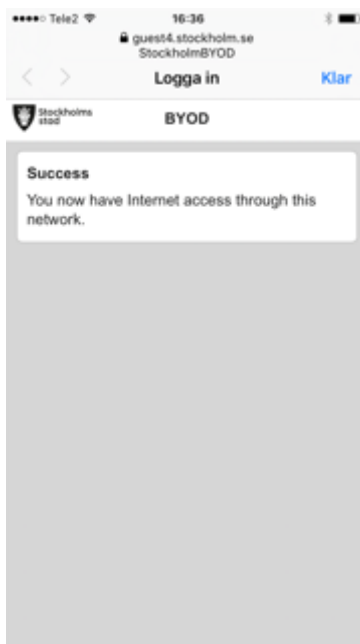 Tele2 16:36
guest4.stockholm.se
StockholmBYOD
Logga in Klar
Stockholms
stad
BYOD
Success
You now have Internet access through this
network.